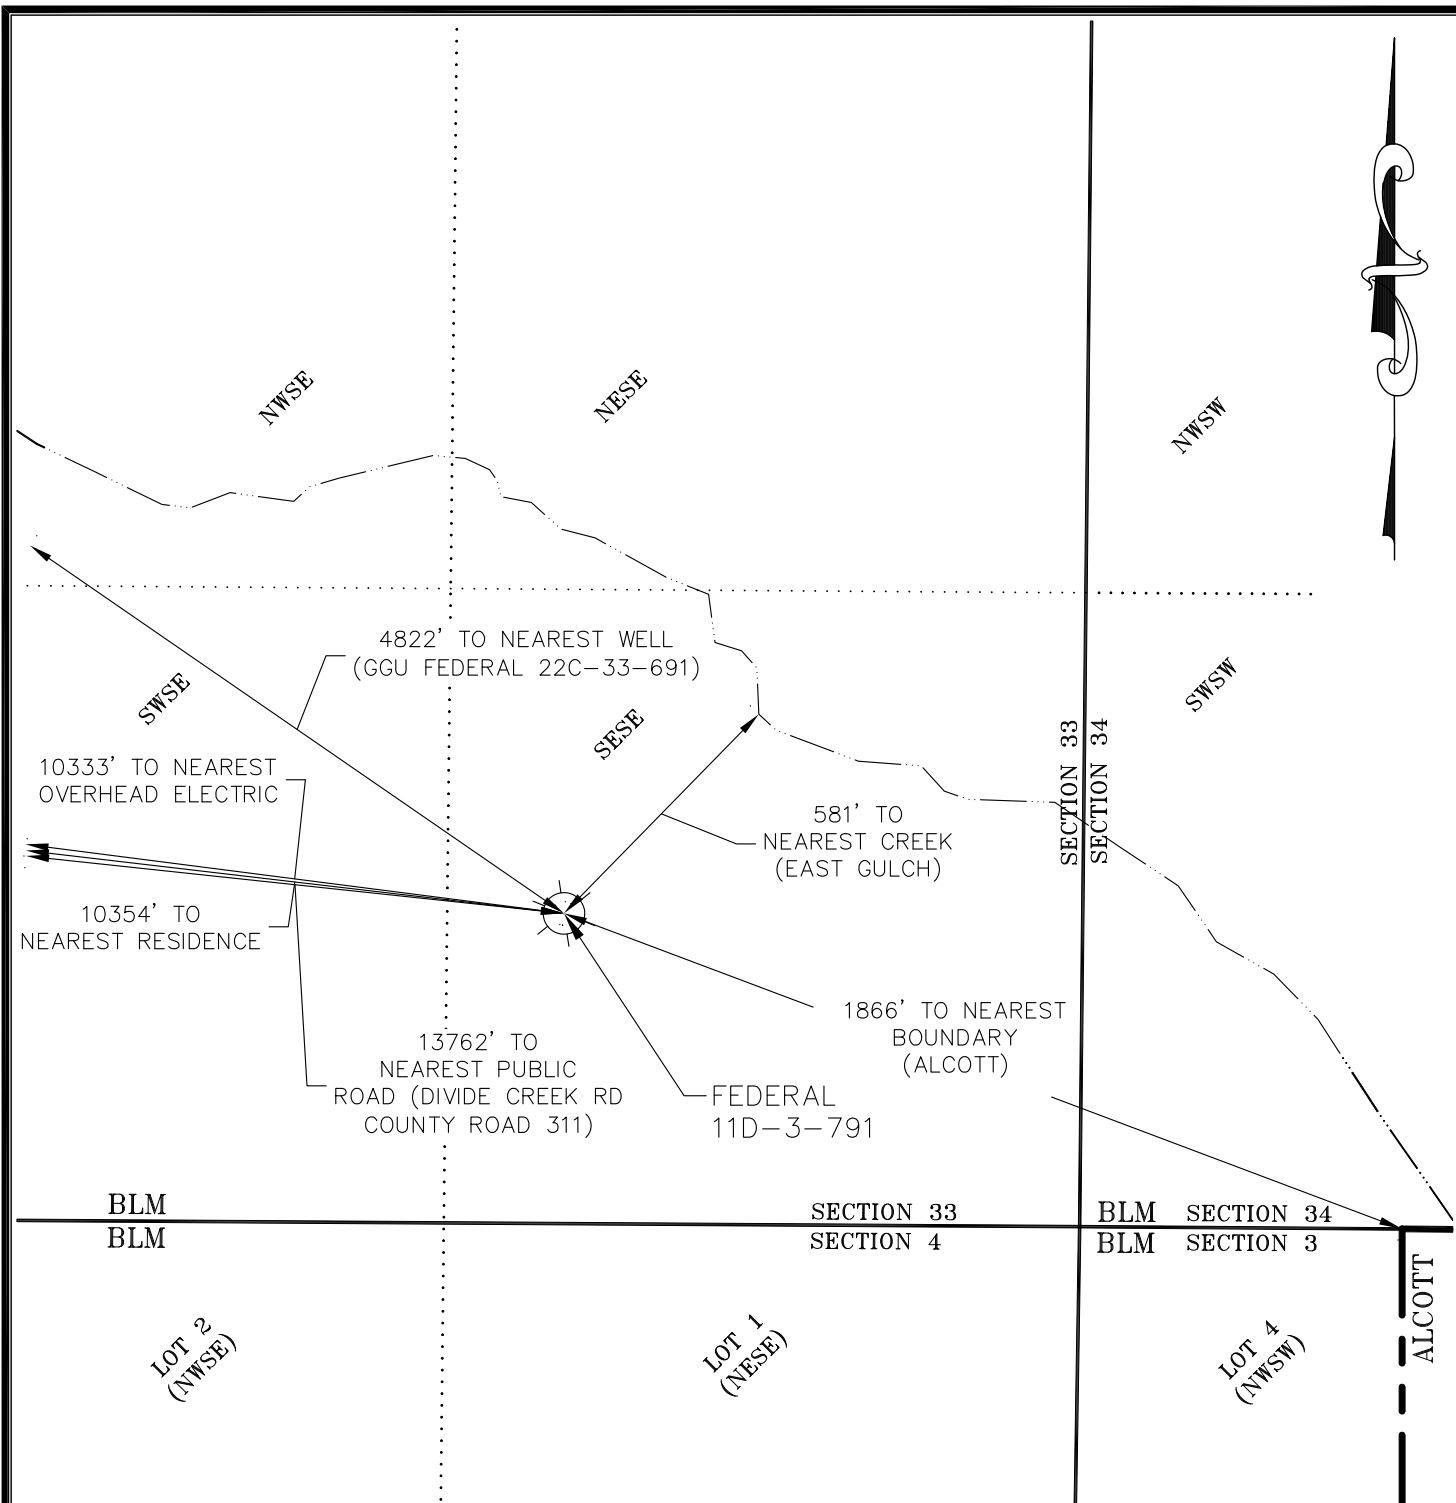 NWSE
NESE
NWSW
4822' TO NEAREST WELL
(GGU FEDERAL 22C-33-691)
SWSE
SESE
SWSW
SECTION 33
SECTION 34
10333' TO NEAREST
OVERHEAD ELECTRIC
581' TO
NEAREST CREEK
(EAST GULCH)
10354' TO
NEAREST RESIDENCE
1866' TO NEAREST
BOUNDARY
(ALCOTT)
13762' TO
NEAREST PUBLIC
ROAD (DIVIDE CREEK RD
COUNTY ROAD 311)
FEDERAL
11D-3-791
BLM
SECTION 33
BLM SECTION 34
BLM
SECTION 4
BLM SECTION 3
ALCOTT
LOT 2
(NWSE)
LOT 1
(NESE)
LOT 4
(NWSW)